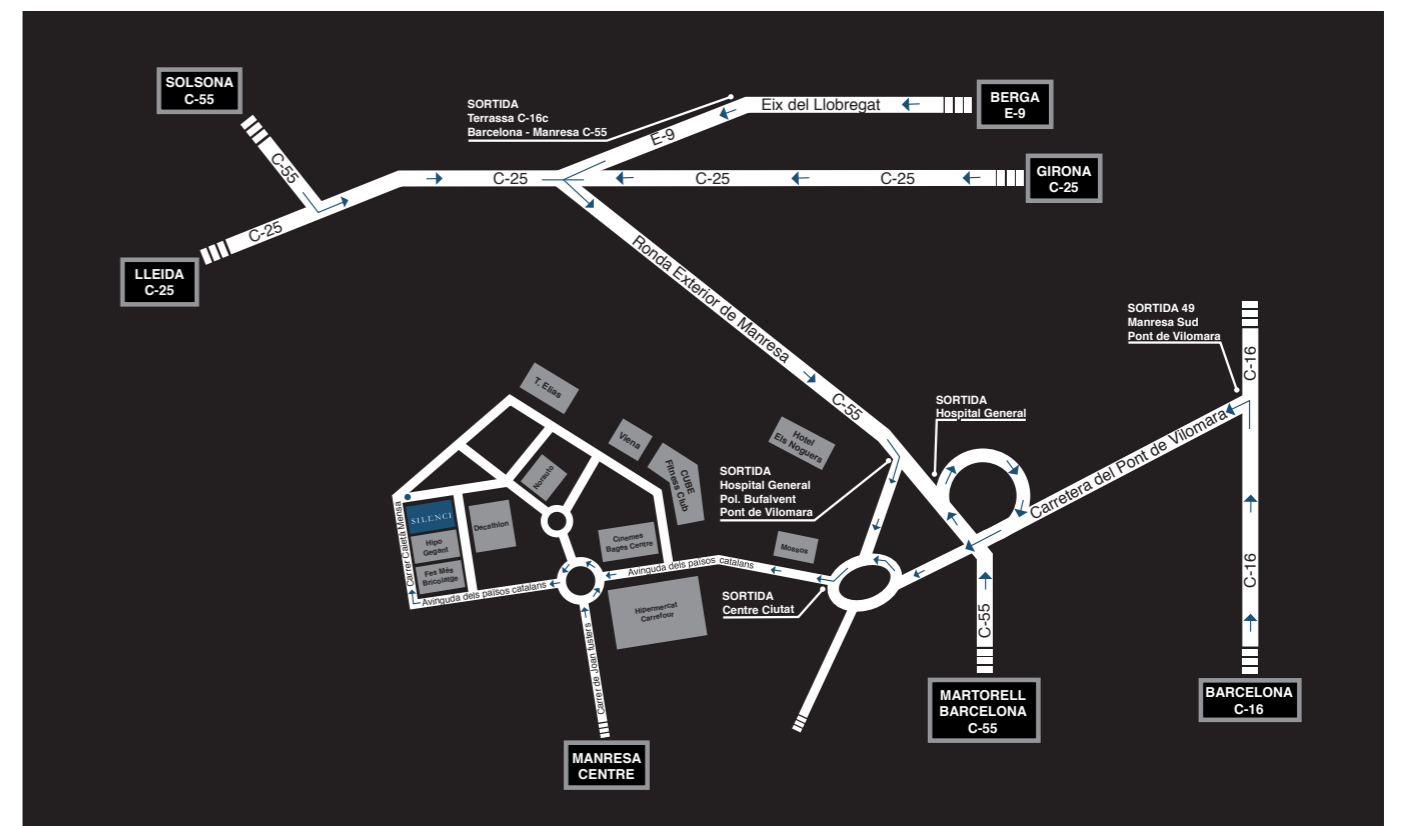 SOLSONA
C-55
SORTIDA
Terrassa C-16c
Barcelona - Manresa C-55
Eix del Llobregat
BERGA
E-9
E-9
C-55
C-25
C-25
C-25
C-25
GIRONA
C-25
LLEIDA
C-25
Ronda Exterior de Manresa
C-55
SORTIDA 49
Manresa Sud
Pont de Vilomara
C-16
SORTIDA
Hospital General
Carretera del Pont de Vilomara
T. Elias
Viena
CUBE
Fitness Club
Hotel
Els Noguers
SORTIDA
Hospital General
Pol. Bufalvent
Pont de Vilomara
Norauto
SILENCI
Decathlon
Hipo
Gegant
Fes Més
Bricolatge
Carrer Caietà Mensa
Cinemes
Bages Centre
Mossos
Avinguda dels països catalans
Avinguda dels països catalans
Hipermercat
Carrefour
SORTIDA
Centre Ciutat
Carrer de Joan fusters
C-55
C-16
MANRESA
CENTRE
MARTORELL
BARCELONA
C-55
BARCELONA
C-16